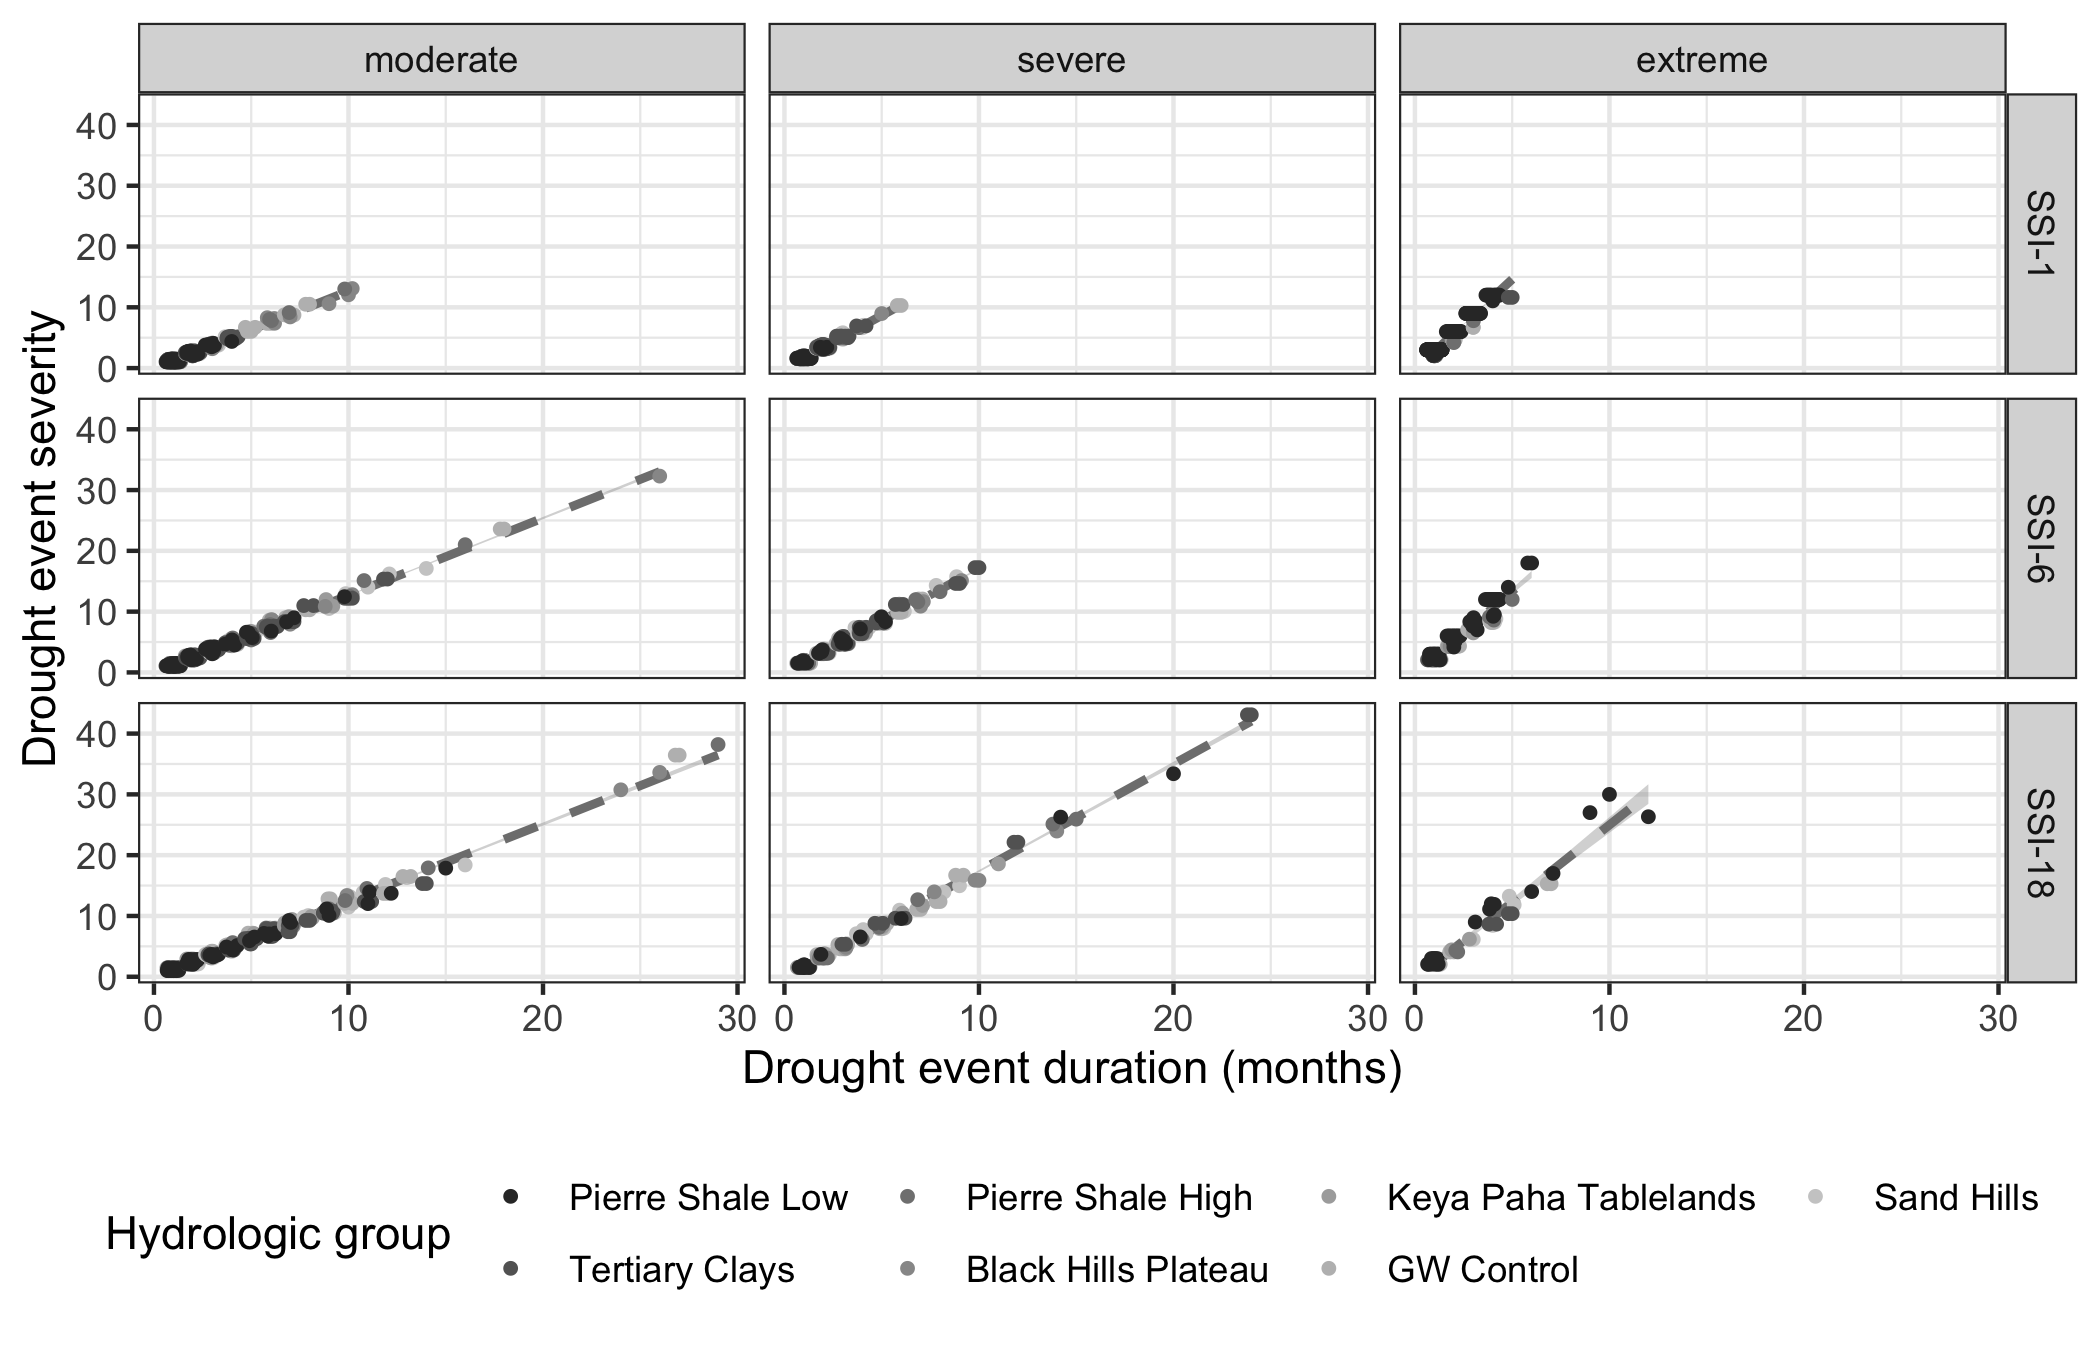 moderate severe extreme
40
30
20
10
0
SSI-1
40
30
20
10
0
SSI-6
40
30
20
10
0
SSI-18
Drought event severity
0 10 20 30 0 10 20 30 0 10 20 30
Drought event duration (months)
Hydrologic group
Pierre Shale Low Pierre Shale High Keya Paha Tablelands Sand Hills
Tertiary Clays Black Hills Plateau GW Control